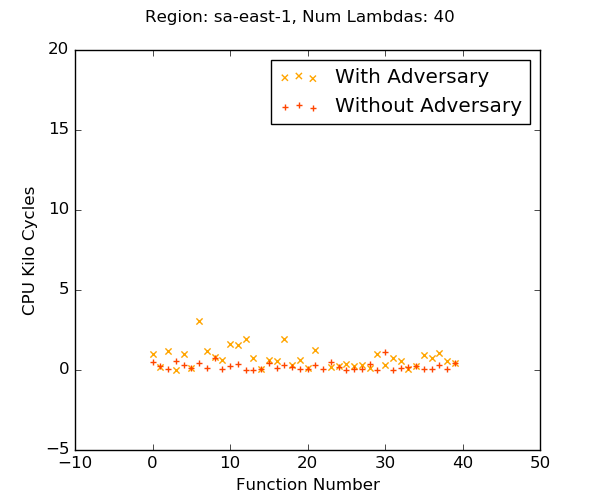 Region: sa-east-1, Num Lambdas: 40
20
15
10
5
0
−5
CPU Kilo Cycles
With Adversary
Without Adversary
−10 0 10 20 30 40 50
Function Number